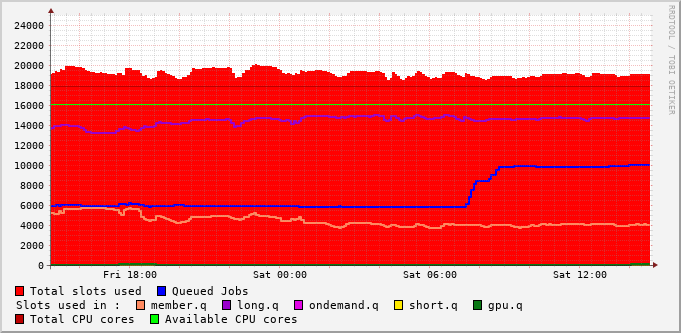 24000
22000
20000
18000
16000
14000
12000
10000
8000
6000
4000
2000
0
Fri 18:00 Sat 00:00 Sat 06:00 Sat 12:00
Total slots used Queued Jobs
Slots used in : member.q long.q ondemand.q short.q gpu.q
Total CPU cores Available CPU cores
RRDTOOL / TOBI OETIKER